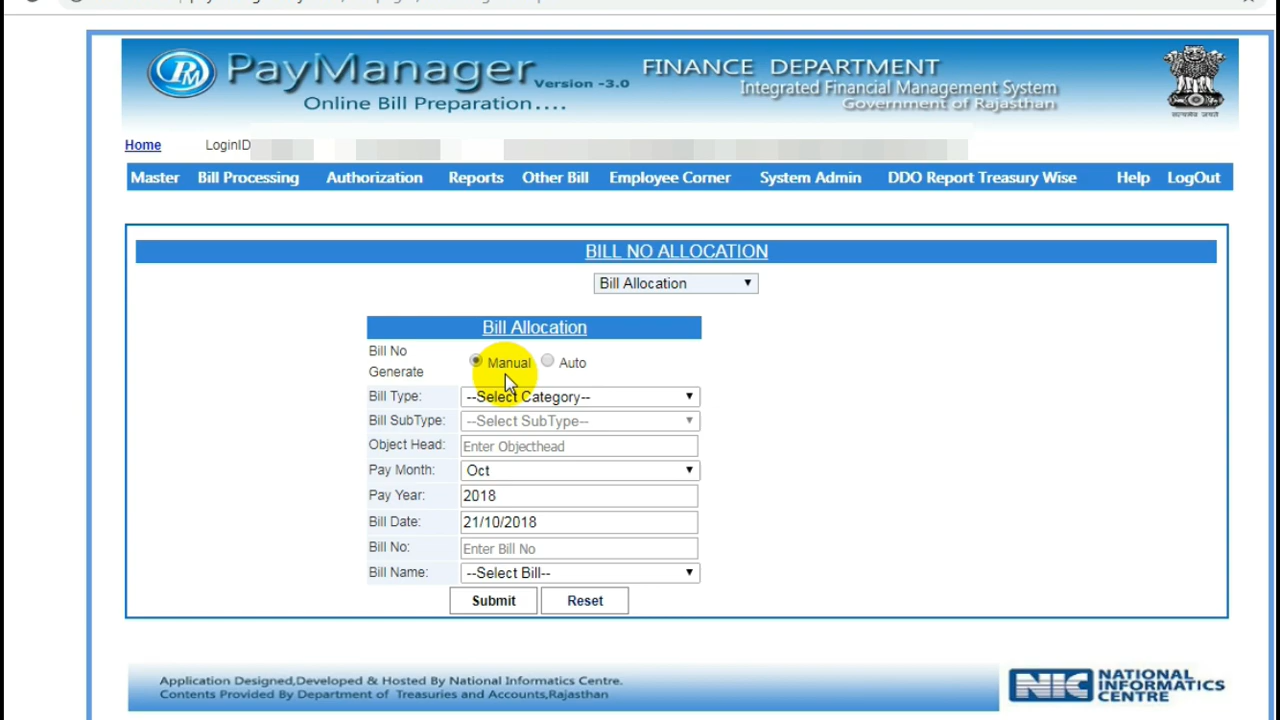 PayManager Version -3.0
Online Bill Preparation....
FINANCE DEPARTMENT
Integrated Financial Management System
Government of Rajasthan
सत्यमेव जयते
Home LoginID
Master Bill Processing Authorization Reports Other Bill Employee Corner System Admin DDO Report Treasury Wise Help LogOut
BILL NO ALLOCATION
Bill Allocation
Bill Allocation
Bill No Generate Manual Auto
Bill Type: --Select Category--
Bill SubType: --Select SubType--
Object Head: Enter Objecthead
Pay Month: Oct
Pay Year: 2018
Bill Date: 21/10/2018
Bill No: Enter Bill No
Bill Name: --Select Bill--
Submit Reset
Application Designed,Developed & Hosted By National Informatics Centre.
Contents Provided By Department of Treasuries and Accounts,Rajasthan
NIC NATIONAL INFORMATICS CENTRE